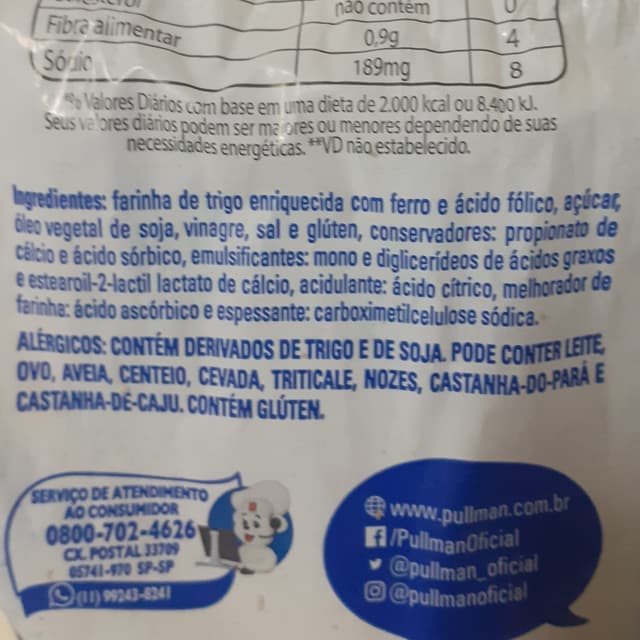 não contém 0
Fibra alimentar 0,9g 4
Sódio 189mg 8
Valores Diários com base em uma dieta de 2.000 kcal ou 8.400 kJ.
Seus valores diários podem ser maiores ou menores dependendo de suas
necessidades energéticas. **VD não estabelecido.
Ingredientes: farinha de trigo enriquecida com ferro e ácido fólico, açúcar,
óleo vegetal de soja, vinagre, sal e glúten, conservadores: propionato de
cálcio e ácido sórbico, emulsificantes: mono e diglicerídeos de ácidos graxos
e estearoil-2-lactil lactato de cálcio, acidulante: ácido cítrico, melhorador de
farinha: ácido ascórbico e espessante: carboximetilcelulose sódica.
ALÉRGICOS: CONTÉM DERIVADOS DE TRIGO E DE SOJA. PODE CONTER LEITE,
OVO, AVEIA, CENTEIO, CEVADA, TRITICALE, NOZES, CASTANHA-DO-PARÁ E
CASTANHA-DE-CAJU. CONTÉM GLÚTEN.
SERVIÇO DE ATENDIMENTO
AO CONSUMIDOR
0800-702-4626
CX. POSTAL 33709
05741-970 SP-SP
(11) 99243-8241
www.pullman.com.br
/PullmanOficial
@pullman_oficial
@pullmanoficial